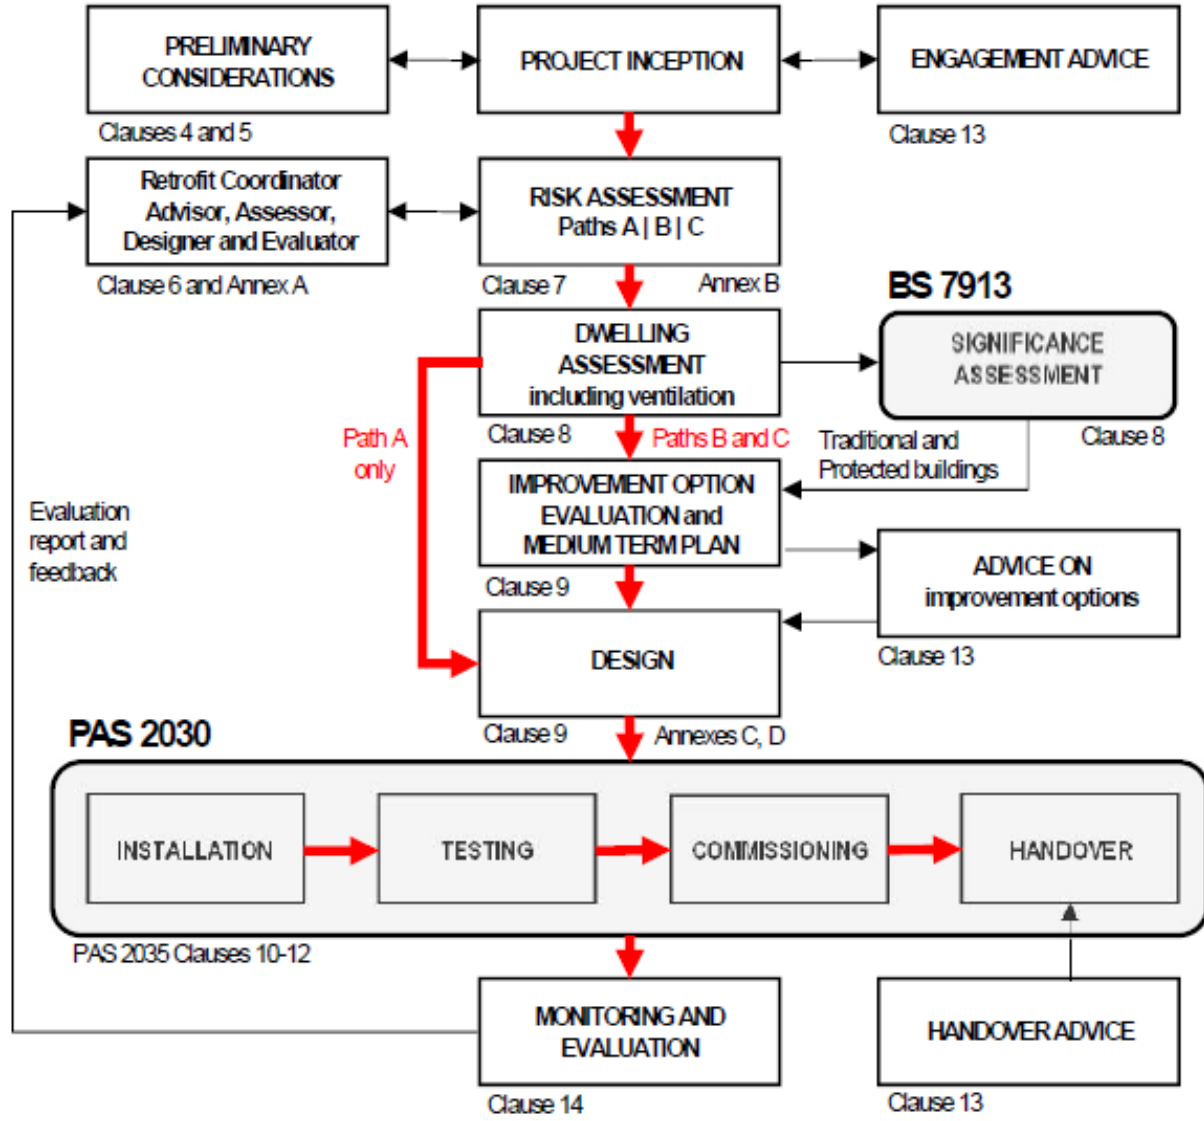 PRELIMINARY
CONSIDERATIONS
PROJECT INCEPTION
ENGAGEMENT ADVICE
Clauses 4 and 5
Clause 13
Retrofit Coordinator
Advisor, Assessor,
Designer and Evaluator
RISK ASSESSMENT
Paths A | B | C
Clause 6 and Annex A
Clause 7
Annex B
BS 7913
DWELLING
ASSESSMENT
including ventilation
SIGNIFICANCE
ASSESSMENT
Clause 8
Paths B and C
Clause 8
Path A
only
Traditional and
Protected buildings
IMPROVEMENT OPTION
EVALUATION and
MEDIUM TERM PLAN
Evaluation
report and
feedback
ADVICE ON
improvement options
Clause 9
Clause 13
DESIGN
Clause 9
Annexes C, D
PAS 2030
INSTALLATION
TESTING
COMMISSIONING
HANDOVER
PAS 2035 Clauses 10-12
MONITORING AND
EVALUATION
HANDOVER ADVICE
Clause 14
Clause 13